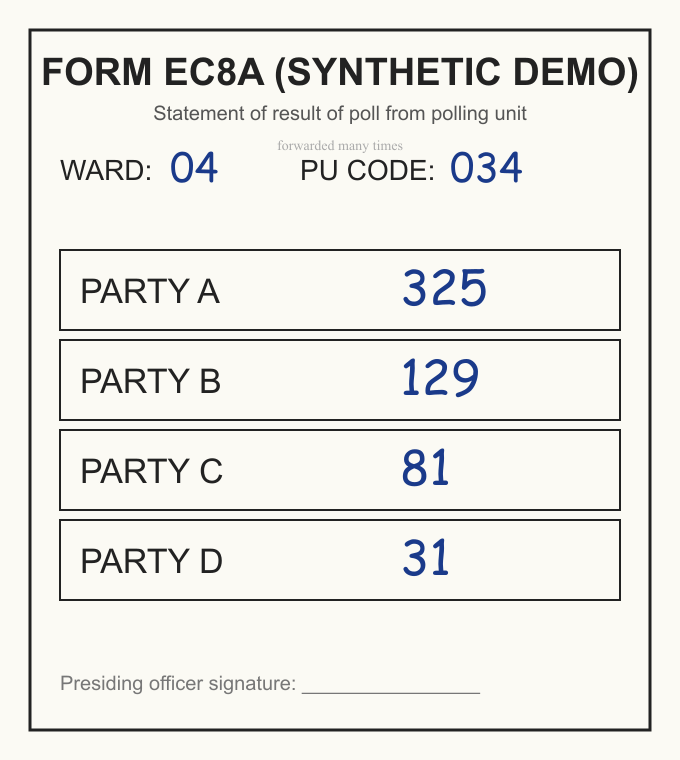 FORM EC8A (SYNTHETIC DEMO)
Statement of result of poll from polling unit
forwarded many times
WARD: 04 PU CODE: 034
PARTY A 325
PARTY B 129
PARTY C 81
PARTY D 31
Presiding officer signature: ________________